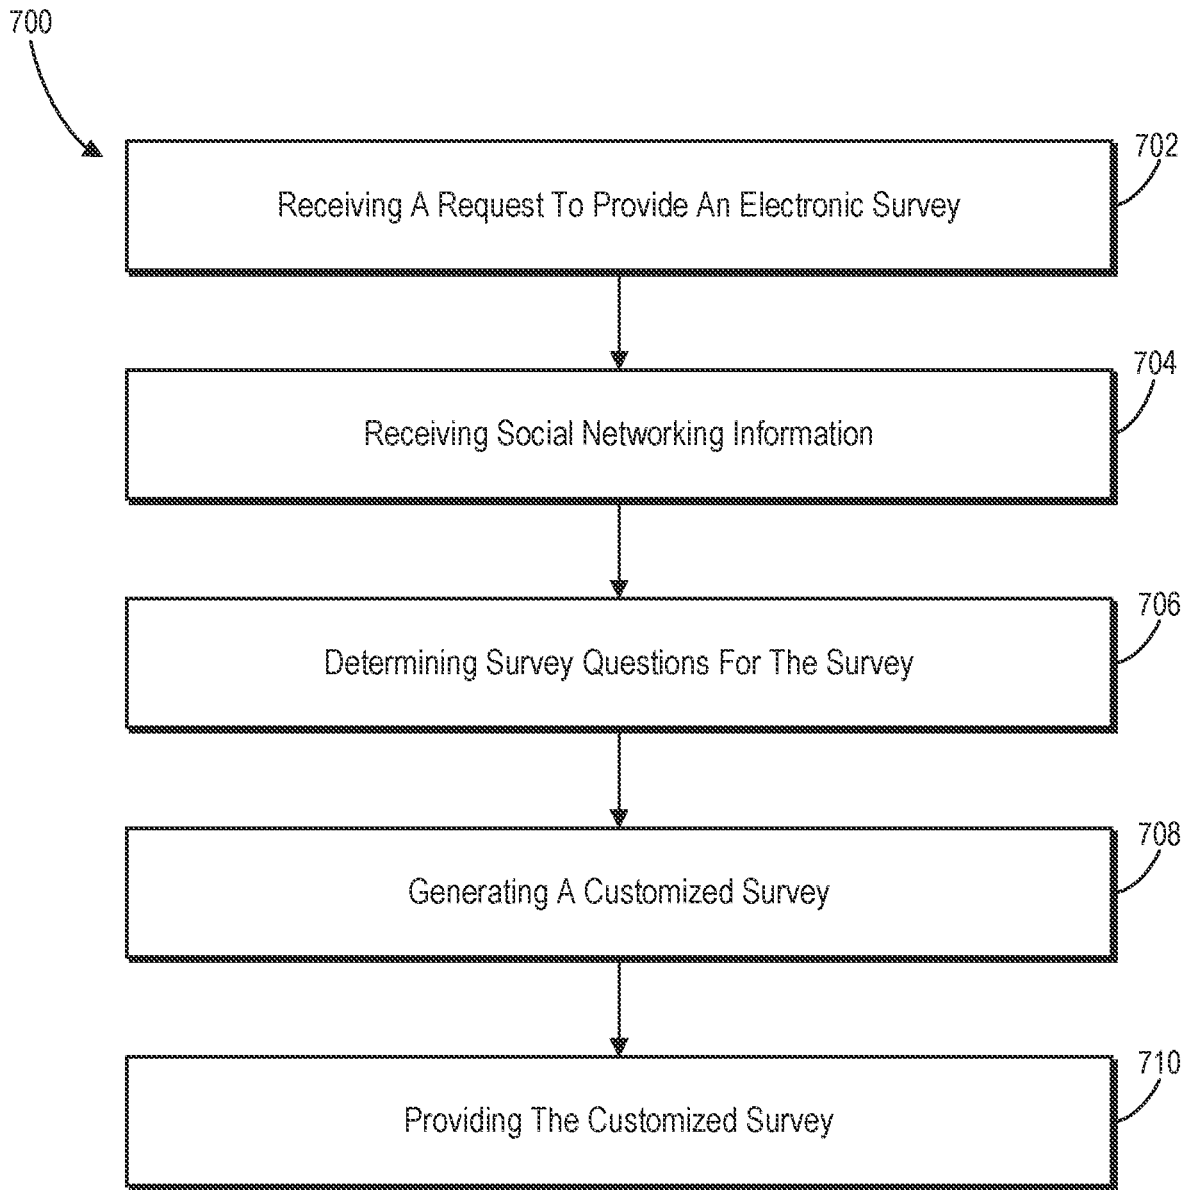 700
702
Receiving A Request To Provide An Electronic Survey
704
Receiving Social Networking Information
706
Determining Survey Questions For The Survey
708
Generating A Customized Survey
710
Providing The Customized Survey